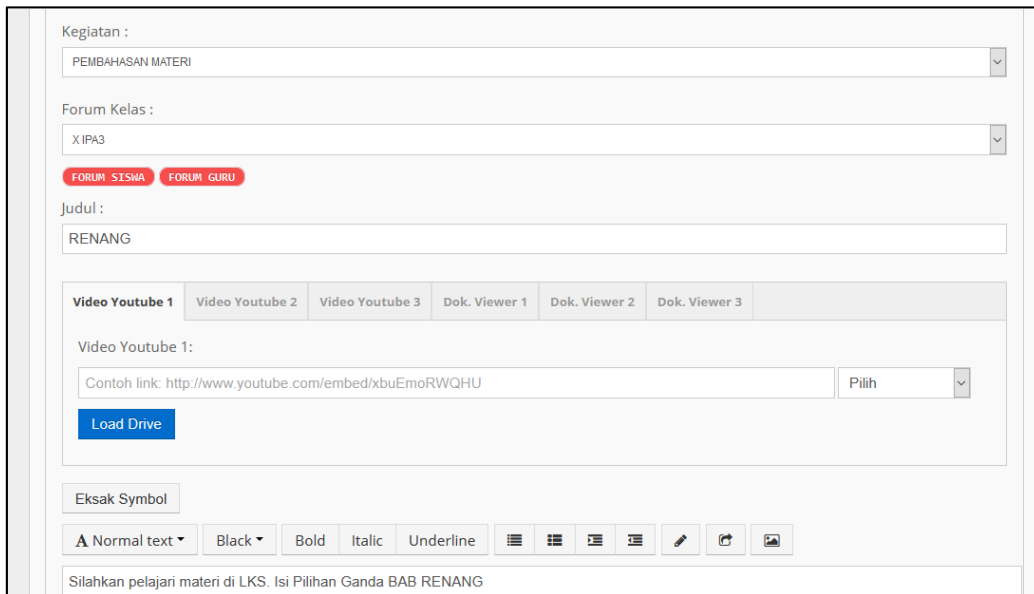 Kegiatan :
PEMBAHASAN MATERI
Forum Kelas :
X IPA3
FORUM SISWA FORUM GURU
Judul :
RENANG
Video Youtube 1 Video Youtube 2 Video Youtube 3 Dok. Viewer 1 Dok. Viewer 2 Dok. Viewer 3
Video Youtube 1:
Contoh link: http://www.youtube.com/embed/xbuEmoRWQHU Pilih
Load Drive
Eksak Symbol
A Normal text Black Bold Italic Underline
Silahkan pelajari materi di LKS. Isi Pilihan Ganda BAB RENANG